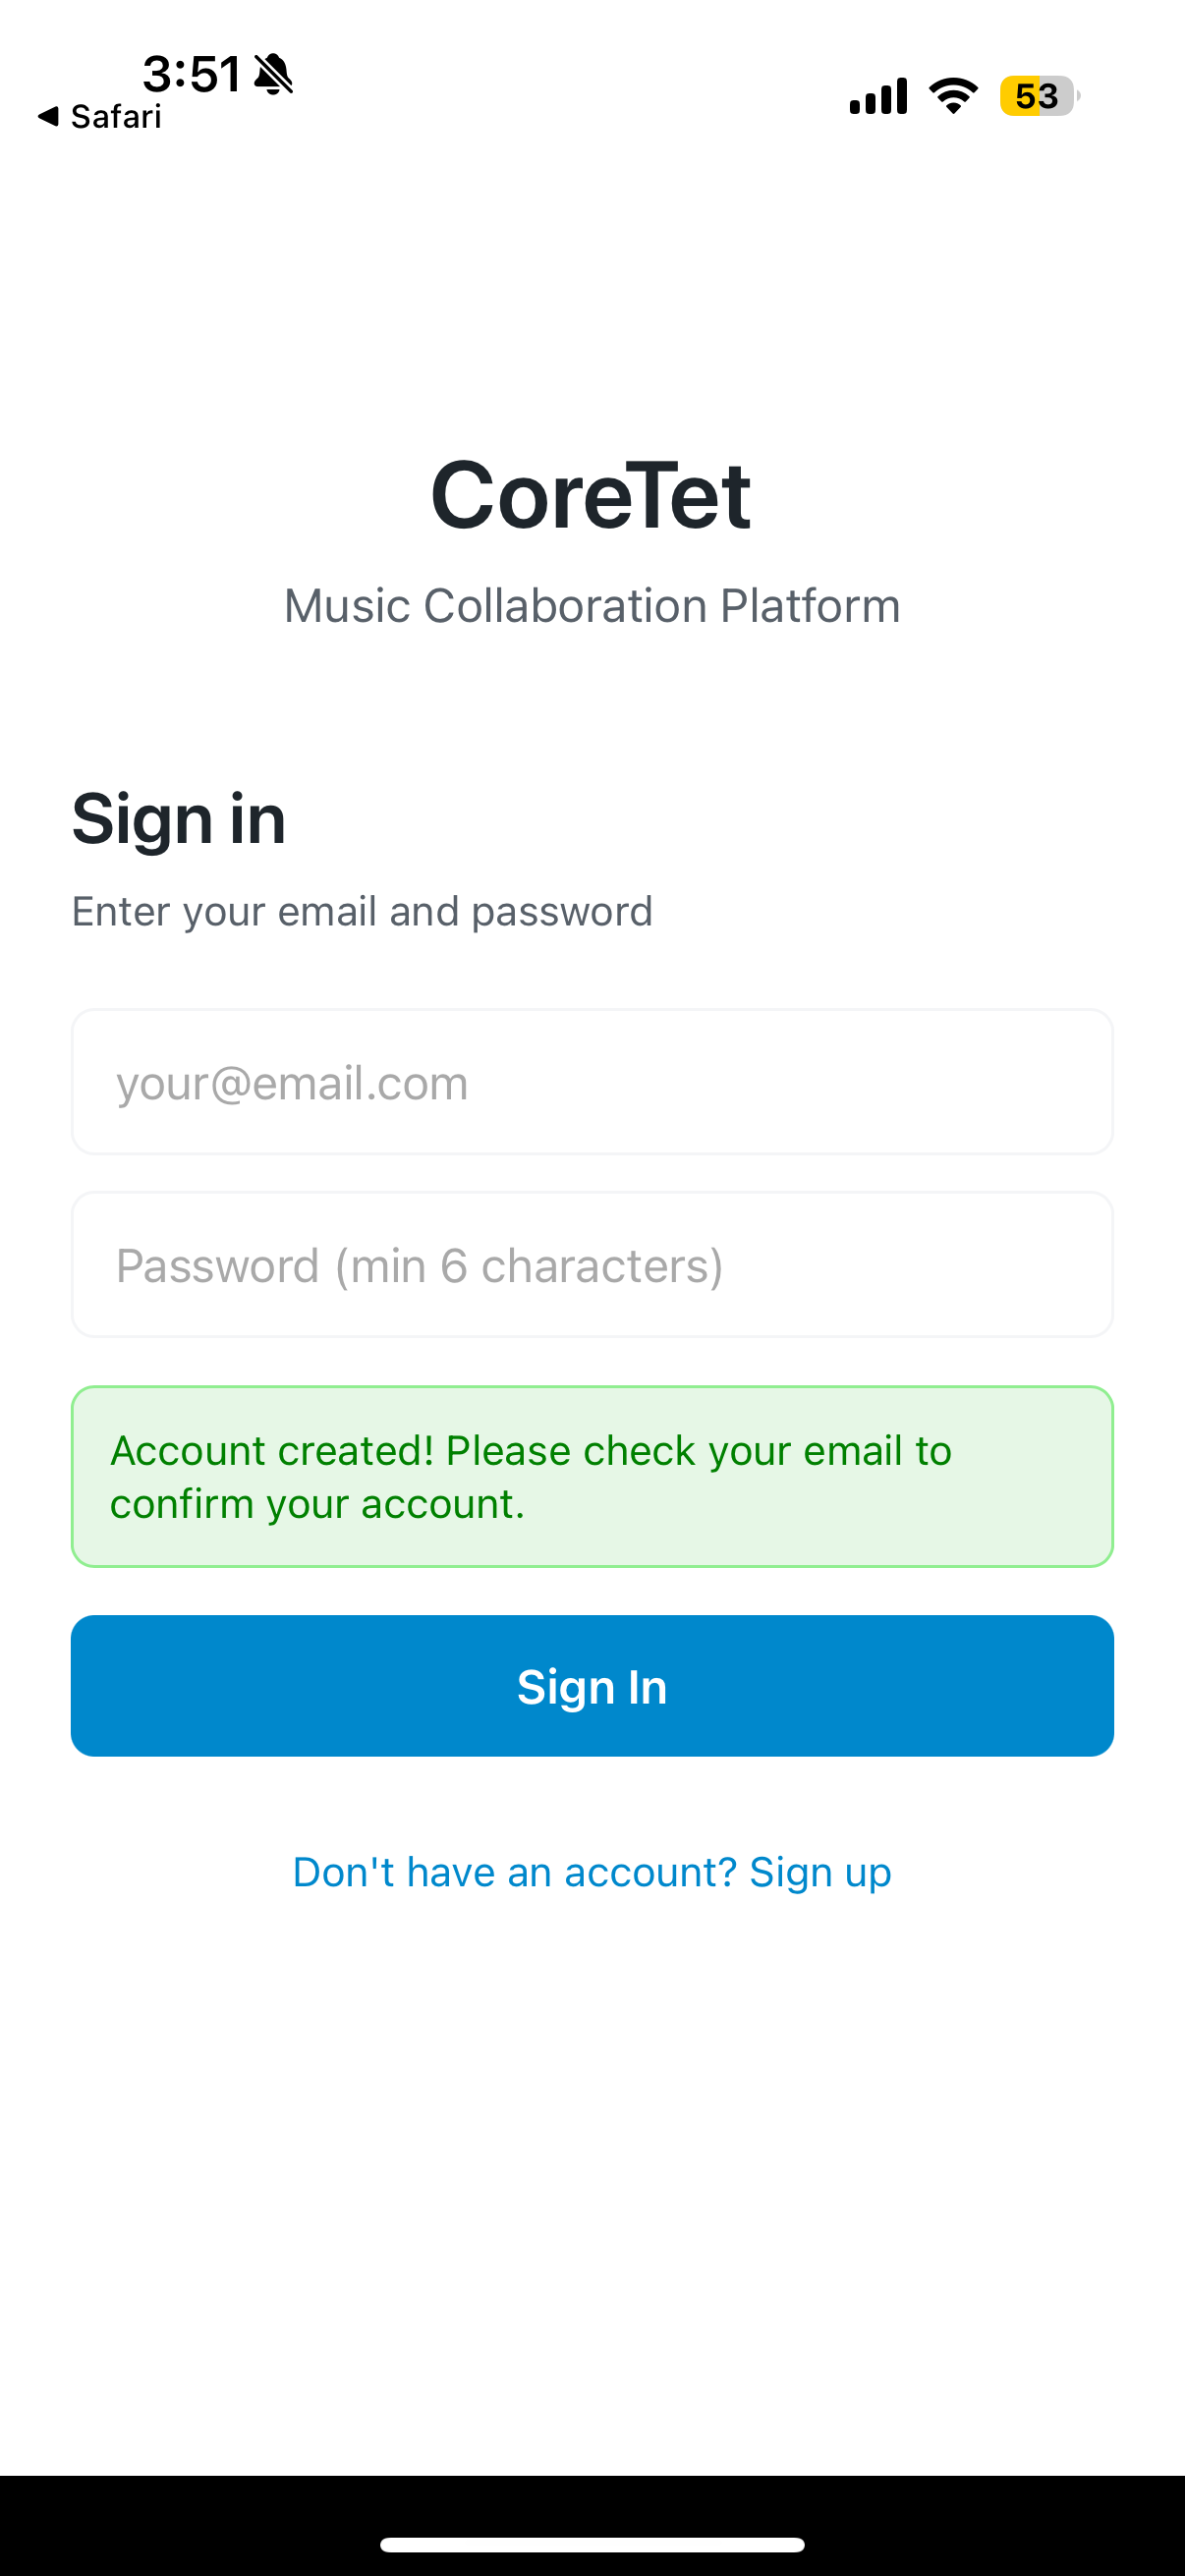 3:51
Safari
53
CoreTet
Music Collaboration Platform
Sign in
Enter your email and password
your@email.com
Password (min 6 characters)
Account created! Please check your email to
confirm your account.
Sign In
Don't have an account? Sign up